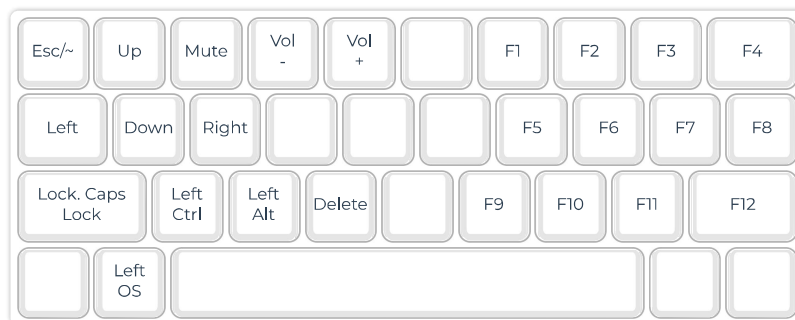 Esc/~ Up Mute Vol - Vol + F1 F2 F3 F4
Left Down Right F5 F6 F7 F8
Lock. Caps Lock Left Ctrl Left Alt Delete F9 F10 F11 F12
Left OS